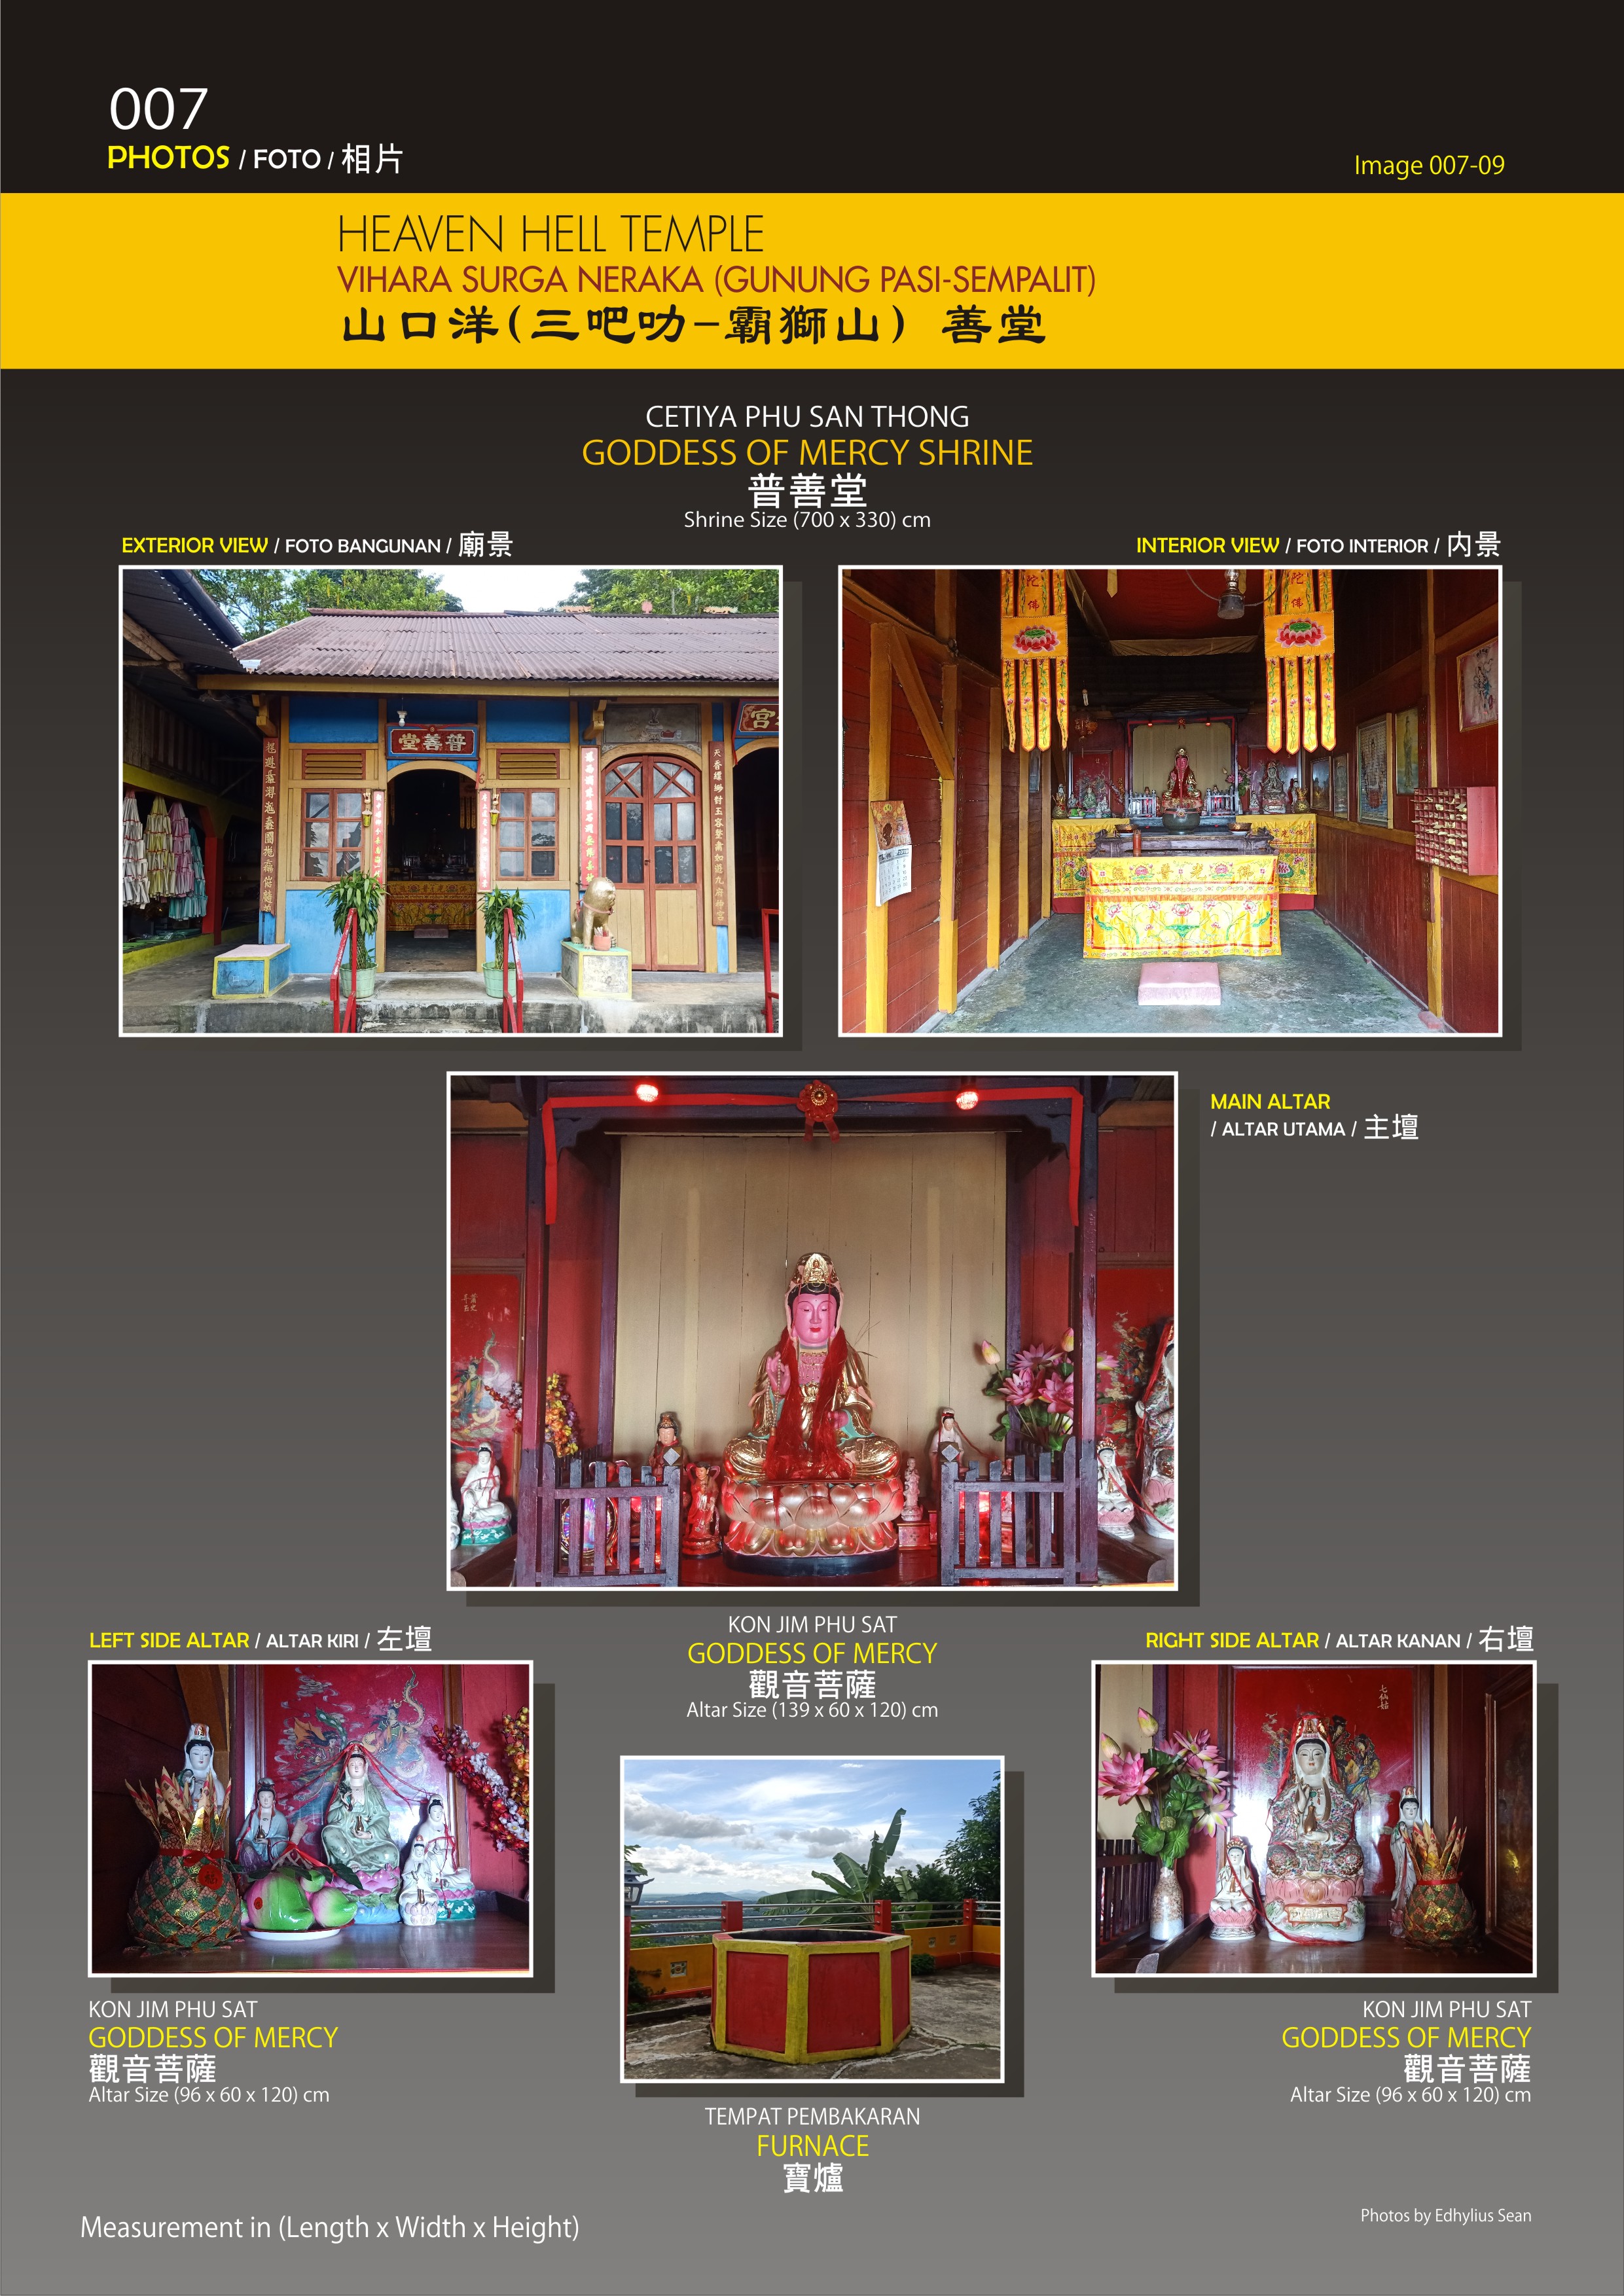 007
PHOTOS / FOTO / 相片
Image 007-09
HEAVEN HELL TEMPLE
VIHARA SURGA NERAKA (GUNUNG PASI-SEMPALIT)
山口洋(三吧叻-霸獅山) 善堂
CETIYA PHU SAN THONG
GODDESS OF MERCY SHRINE
普善堂
Shrine Size (700 x 330) cm
EXTERIOR VIEW / FOTO BANGUNAN / 廟景
INTERIOR VIEW / FOTO INTERIOR / 内景
堂善普
宮
陀佛
佛
MAIN ALTAR
/ ALTAR UTAMA / 主壇
KON JIM PHU SAT
GODDESS OF MERCY
觀音菩薩
Altar Size (139 x 60 x 120) cm
LEFT SIDE ALTAR / ALTAR KIRI / 左壇
RIGHT SIDE ALTAR / ALTAR KANAN / 右壇
七仙姑
KON JIM PHU SAT
GODDESS OF MERCY
觀音菩薩
Altar Size (96 x 60 x 120) cm
KON JIM PHU SAT
GODDESS OF MERCY
觀音菩薩
Altar Size (96 x 60 x 120) cm
TEMPAT PEMBAKARAN
FURNACE
寶爐
Measurement in (Length x Width x Height)
Photos by Edhylius Sean